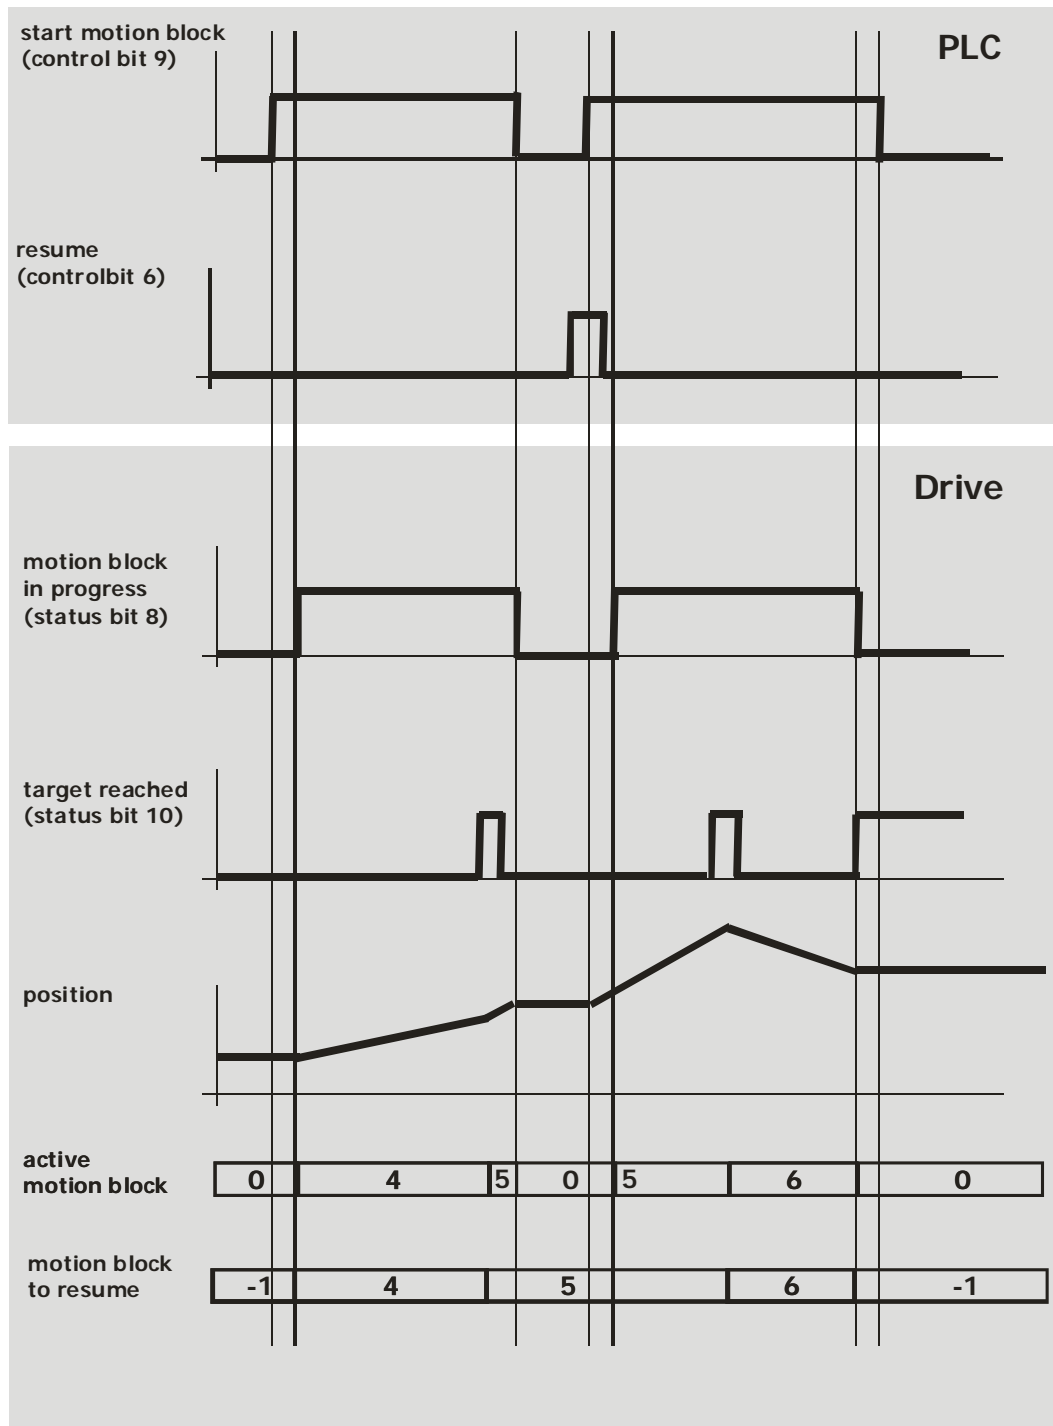 start motion block
(control bit 9)
PLC
resume
(controlbit 6)
Drive
motion block
in progress
(status bit 8)
target reached
(status bit 10)
position
active
motion block
0 4 5 0 5 6 0
motion block
to resume
-1 4 5 6 -1